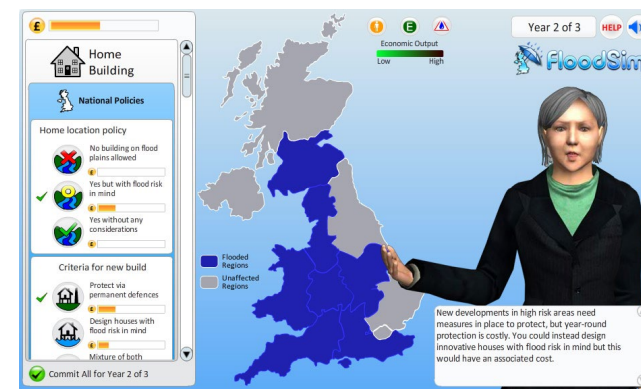 £
Home
Building
National Policies
Home location policy
No building on flood
plains allowed
£
Yes but with flood risk
in mind
£
Yes without any
considerations
£
Criteria for new build
Protect via
permanent defences
£
Design houses with
flood risk in mind
£
Mixture of both
Commit All for Year 2 of 3
E
Economic Output
Low High
Year 2 of 3
HELP
FloodSim
Flooded
Regions
Unaffected
Regions
New developments in high risk areas need
measures in place to protect, but year-round
protection is costly. You could instead design
innovative houses with flood risk in mind but this
would have an associated cost.